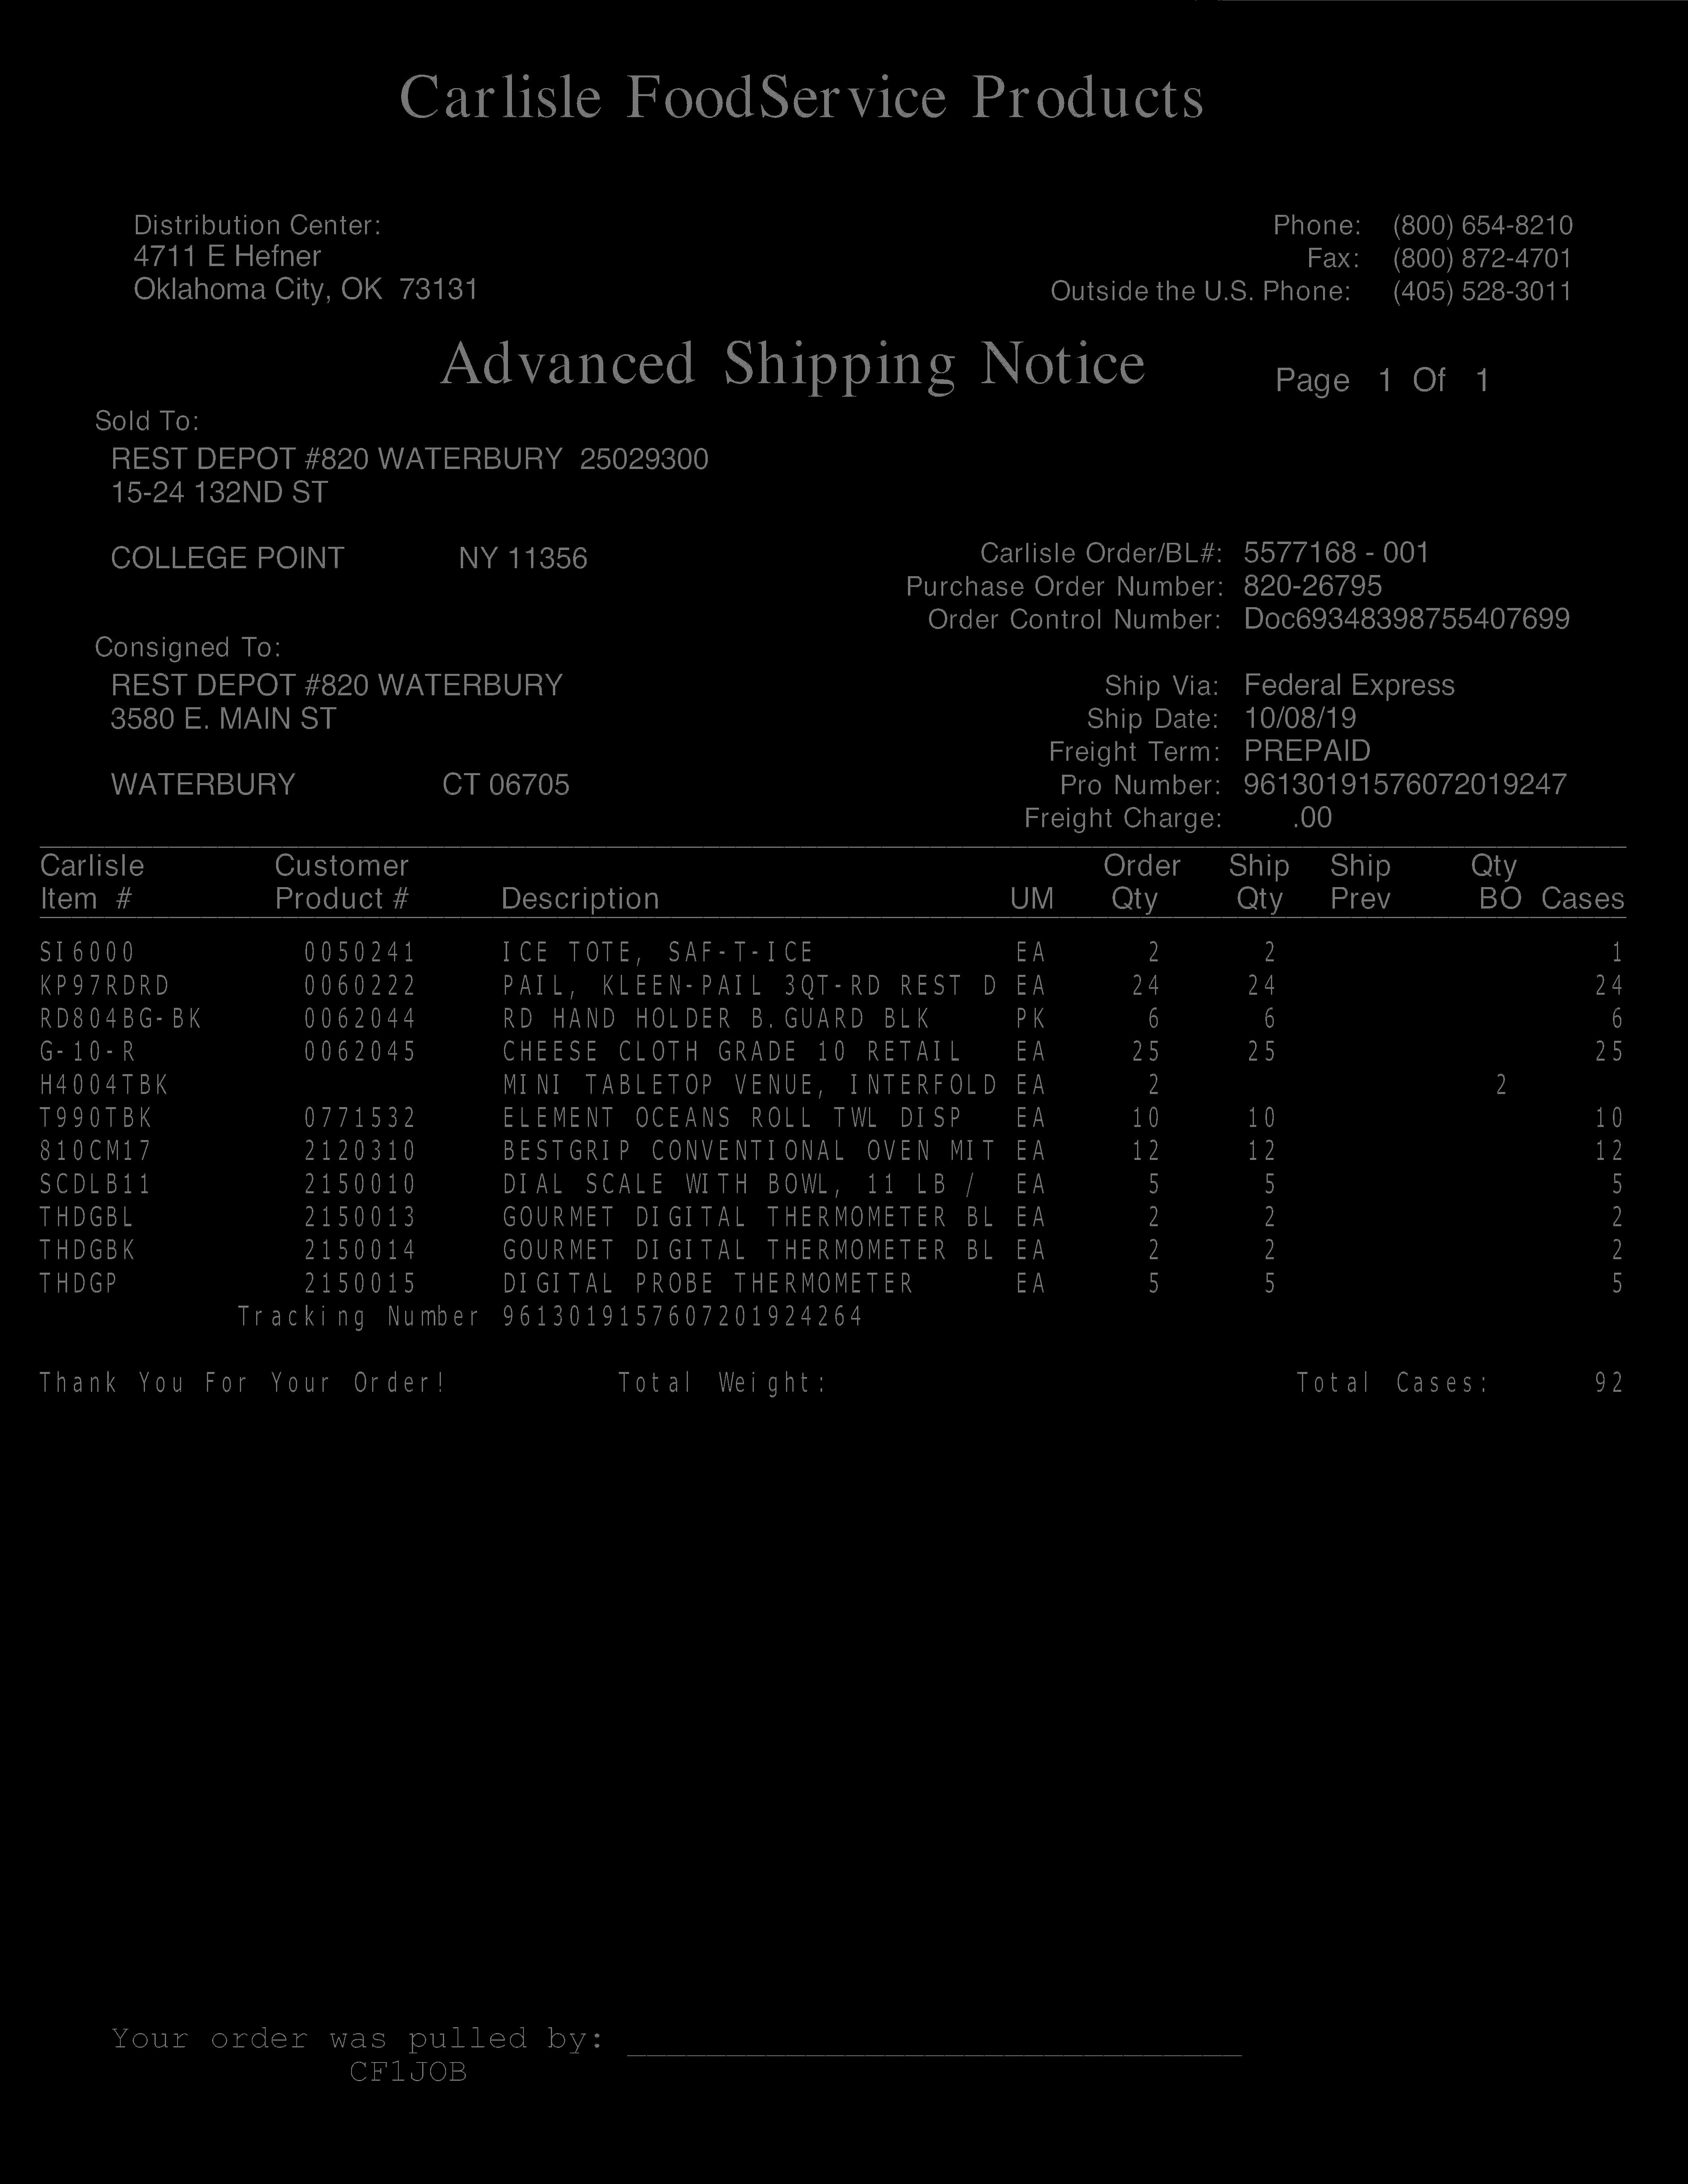 Carlisle FoodService Products
Distribution Center: Phone: (800) 654-8210
4711 E Hefner Fax: (800) 872-4701
Oklahoma City, OK 73131 Outside the U.S. Phone: (405) 528-3011
Advanced Shipping Notice Page 1 Of 1
Sold To:
REST DEPOT #820 WATERBURY 25029300
15-24 132ND ST
COLLEGE POINT NY 11356 Carlisle Order/BL#: 5577168 - 001
Purchase Order Number: 820-26795
Order Control Number: Doc69348398755407699
Consigned To:
REST DEPOT #820 WATERBURY Ship Via: Federal Express
3580 E. MAIN ST Ship Date: 10/08/19
Freight Term: PREPAID
WATERBURY CT 06705 Pro Number: 96130191576072019247
Freight Charge: .00
Carlisle Customer Order Ship Ship Qty
Item # Product # Description UM Qty Qty Prev BO Cases
SI6000 0050241 ICE TOTE, SAF-T-ICE EA 2 2 1
KP97RDRD 0060222 PAIL, KLEEN-PAIL 3QT-RD REST D EA 24 24 24
RD804BG-BK 0062044 RD HAND HOLDER B.GUARD BLK PK 6 6 6
G-10-R 0062045 CHEESE CLOTH GRADE 10 RETAIL EA 25 25 25
H4004TBK MINI TABLETOP VENUE, INTERFOLD EA 2 2
T990TBK 0771532 ELEMENT OCEANS ROLL TWL DISP EA 10 10 10
810CM17 2120310 BESTGRIP CONVENTIONAL OVEN MIT EA 12 12 12
SCDLB11 2150010 DIAL SCALE WITH BOWL, 11 LB / EA 5 5 5
THDGBL 2150013 GOURMET DIGITAL THERMOMETER BL EA 2 2 2
THDGBK 2150014 GOURMET DIGITAL THERMOMETER BL EA 2 2 2
THDGP 2150015 DIGITAL PROBE THERMOMETER EA 5 5 5
Tracking Number 9613019157607201924264
Thank You For Your Order! Total Weight: Total Cases: 92
Your order was pulled by:
CF1JOB